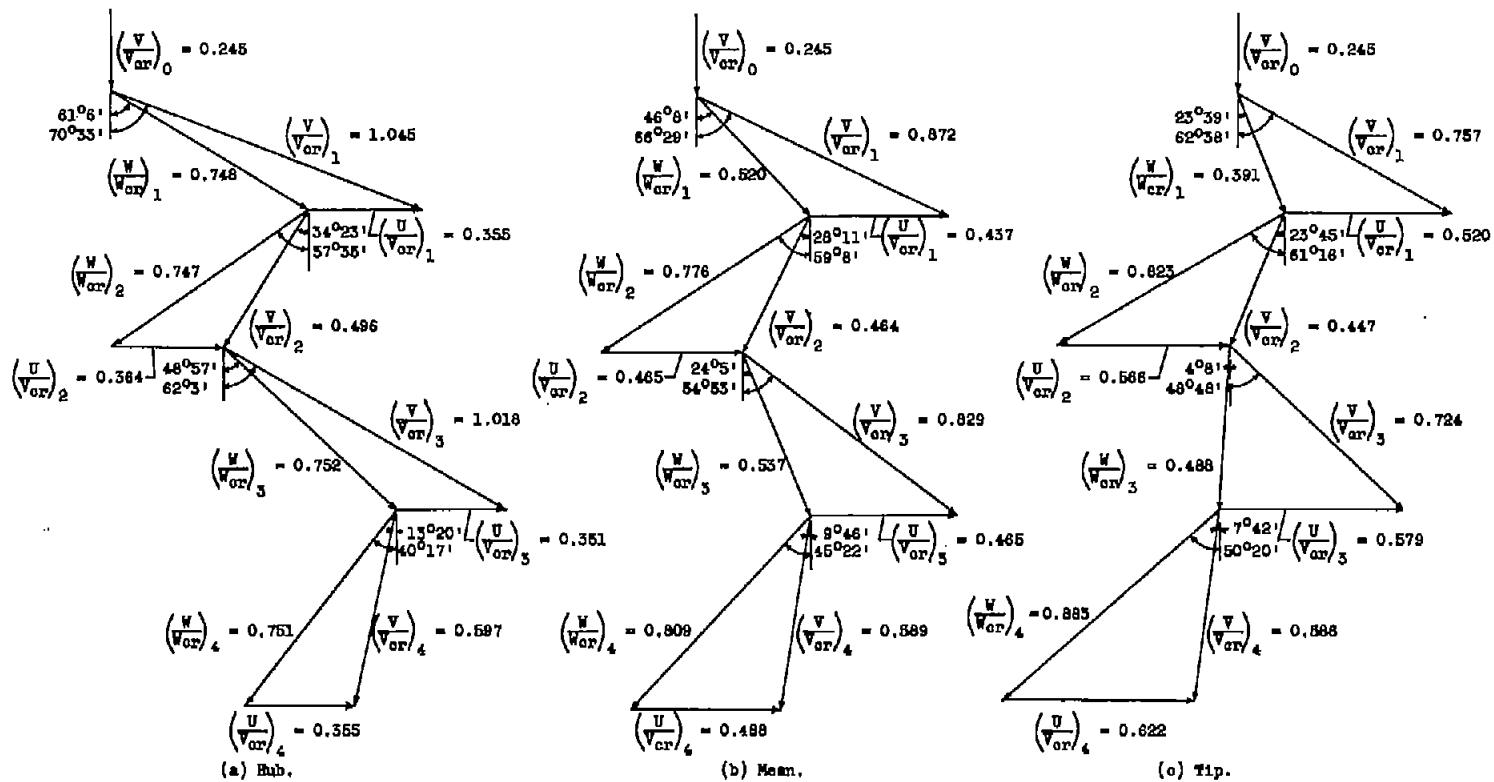 (V/Vcr)0 = 0.245
61°6'
70°33'
(V/Vcr)1 = 1.045
(W/Wcr)1 = 0.748
34°23'
57°35'
(U/Vcr)1 = 0.355
(W/Wcr)2 = 0.747
(V/Vcr)2 = 0.496
(U/Vcr)2 = 0.364
48°57'
62°3'
(V/Vcr)3 = 1.018
(W/Wcr)3 = 0.752
13°20'
40°17'
(U/Vcr)3 = 0.351
(W/Wcr)4 = 0.751
(V/Vcr)4 = 0.597
(U/Vcr)4 = 0.355
(a) Hub.
(V/Vcr)0 = 0.245
46°8'
66°29'
(V/Vcr)1 = 0.872
(W/Wcr)1 = 0.520
28°11'
59°8'
(U/Vcr)1 = 0.437
(W/Wcr)2 = 0.776
(V/Vcr)2 = 0.464
(U/Vcr)2 = 0.465
24°5'
54°53'
(V/Vcr)3 = 0.829
(W/Wcr)3 = 0.537
9°46'
45°22'
(U/Vcr)3 = 0.465
(W/Wcr)4 = 0.809
(V/Vcr)4 = 0.589
(U/Vcr)4 = 0.488
(b) Mean.
(V/Vcr)0 = 0.245
23°39'
62°38'
(V/Vcr)1 = 0.757
(W/Wcr)1 = 0.391
23°45'
61°16'
(U/Vcr)1 = 0.520
(W/Wcr)2 = 0.823
(V/Vcr)2 = 0.447
(U/Vcr)2 = 0.566
4°8'
48°48'
(V/Vcr)3 = 0.724
(W/Wcr)3 = 0.488
7°42'
50°20'
(U/Vcr)3 = 0.579
(W/Wcr)4 = 0.883
(V/Vcr)4 = 0.588
(U/Vcr)4 = 0.622
(c) Tip.